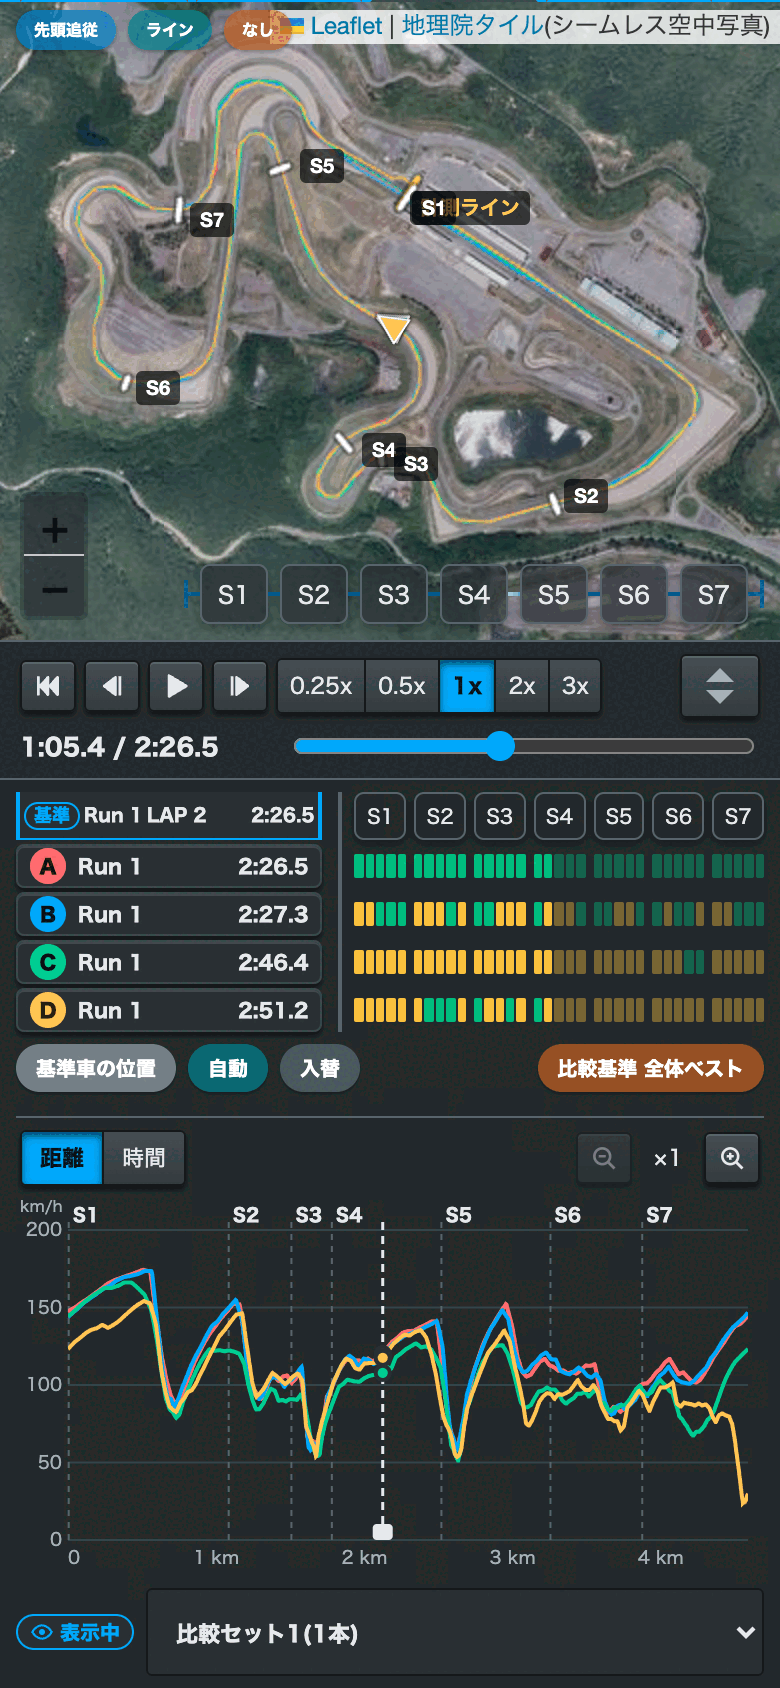 先頭追従 ライン なし Leaflet | 地理院タイル(シームレス空中写真)
S5
S1 測ライン
S7
S6
S4
S3
S2
+
−
S1 S2 S3 S4 S5 S6 S7
0.25x 0.5x 1x 2x 3x
1:05.4 / 2:26.5
基準 Run 1 LAP 2 2:26.5 S1 S2 S3 S4 S5 S6 S7
A Run 1 2:26.5
B Run 1 2:27.3
C Run 1 2:46.4
D Run 1 2:51.2
基準車の位置 自動 入替 比較基準 全体ベスト
距離 時間 ×1
km/h S1 S2 S3 S4 S5 S6 S7
200
150
100
50
0
0 1 km 2 km 3 km 4 km
表示中 比較セット1(1本)